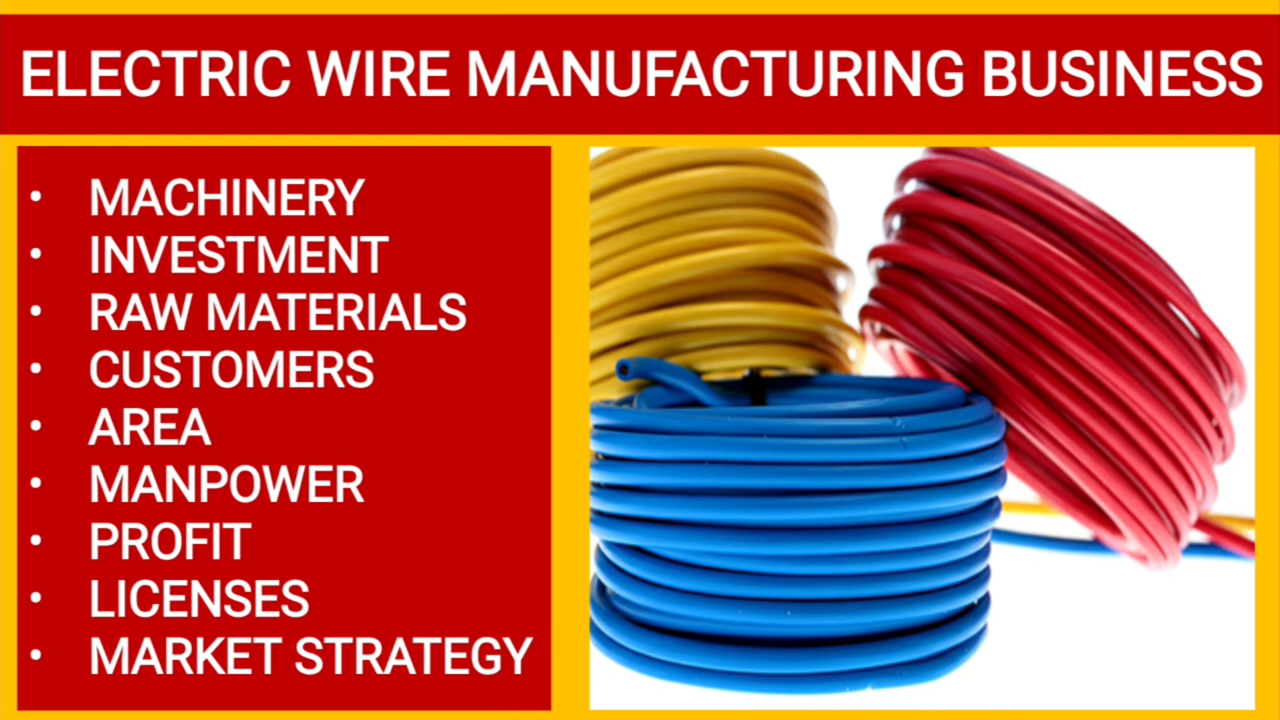 ELECTRIC WIRE MANUFACTURING BUSINESS
• MACHINERY
• INVESTMENT
• RAW MATERIALS
• CUSTOMERS
• AREA
• MANPOWER
• PROFIT
• LICENSES
• MARKET STRATEGY